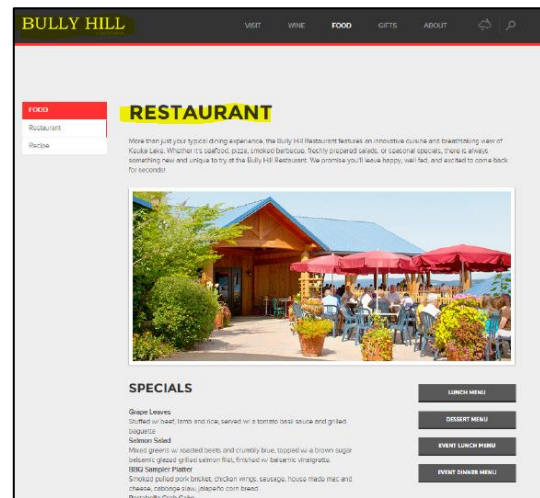 BULLY HILL
VISIT WINE FOOD GIFTS ABOUT
FOOD
Restaurant
Recipe
RESTAURANT
More than just your typical dining experience, the Bully Hill Restaurant features an innovative cuisine and breathtaking view of
Keuka Lake. Whether it's seafood, pizza, smoked barbecue, freshly prepared salads, or seasonal specials, there is always
something new and unique to try at the Bully Hill Restaurant. We promise you'll leave happy, well fed, and excited to come back
for seconds!
SPECIALS
Grape Leaves
Stuffed w/ beef, lamb and rice, served w/ a tomato basil sauce and grilled
baguette
Salmon Salad
Mixed greens w/ roasted beets and crumbly blue, topped w/ a brown sugar
balsamic glazed grilled salmon filet, finished w/ balsamic vinaigrette.
BBQ Sampler Platter
Smoked pulled pork brisket, chicken wings, sausage, house made mac and
cheese, cabbage slaw, jalapeño corn bread.
Portabella Crab Cake
LUNCH MENU
DESSERT MENU
EVENT LUNCH MENU
EVENT DINNER MENU